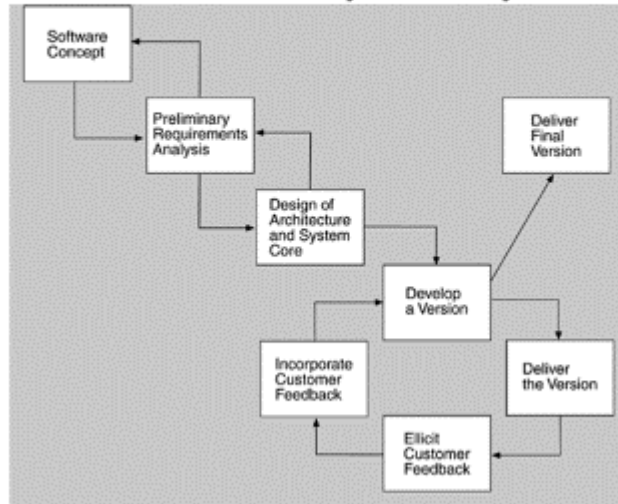 Software
Concept
Preliminary
Requirements
Analysis
Deliver
Final
Version
Design of
Architecture
and System
Core
Develop
a Version
Incorporate
Customer
Feedback
Deliver
the Version
Ellicit
Customer
Feedback